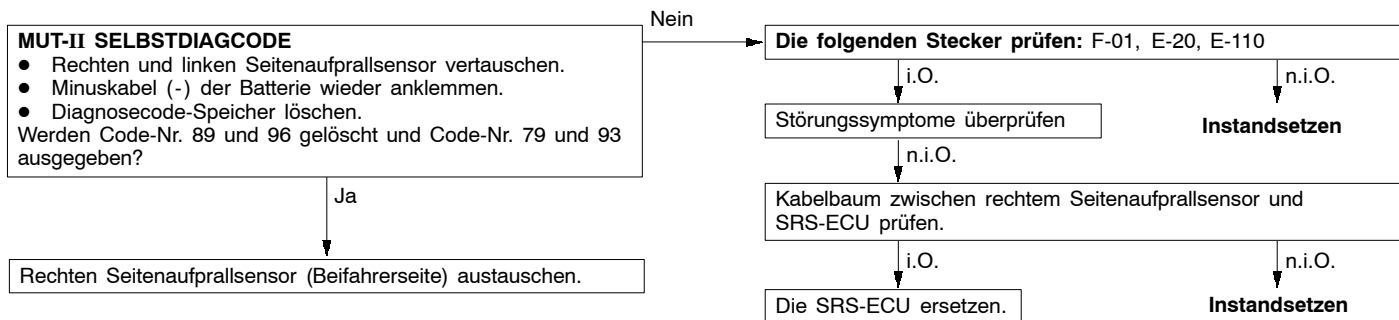 MUT-II SELBSTDIAGCODE
● Rechten und linken Seitenaufprallsensor vertauschen.
● Minuskabel (-) der Batterie wieder anklemmen.
● Diagnosecode-Speicher löschen.
Werden Code-Nr. 89 und 96 gelöscht und Code-Nr. 79 und 93
ausgegeben?
Nein
Ja
Rechten Seitenaufprallsensor (Beifahrerseite) austauschen.
Die folgenden Stecker prüfen: F-01, E-20, E-110
i.O.
n.i.O.
Störungssymptome überprüfen
Instandsetzen
n.i.O.
Kabelbaum zwischen rechtem Seitenaufprallsensor und
SRS-ECU prüfen.
i.O.
n.i.O.
Die SRS-ECU ersetzen.
Instandsetzen